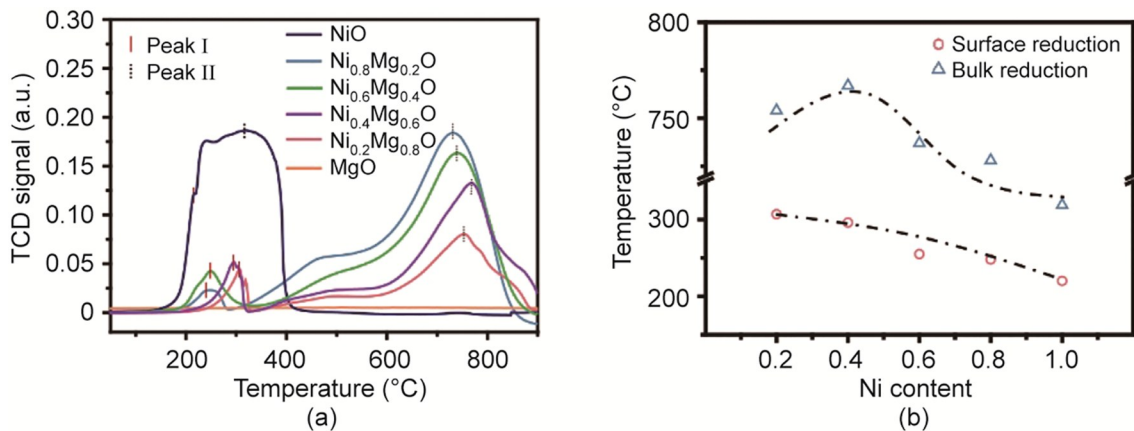 0.30
0.25
0.20
0.15
0.10
0.05
0
TCD signal (a.u.)
Peak I
Peak II
NiO
Ni₀.₈Mg₀.₂O
Ni₀.₆Mg₀.₄O
Ni₀.₄Mg₀.₆O
Ni₀.₂Mg₀.₈O
MgO
200 400 600 800
Temperature (°C)
(a)
800
750
300
200
Temperature (°C)
Surface reduction
Bulk reduction
0.2 0.4 0.6 0.8 1.0
Ni content
(b)